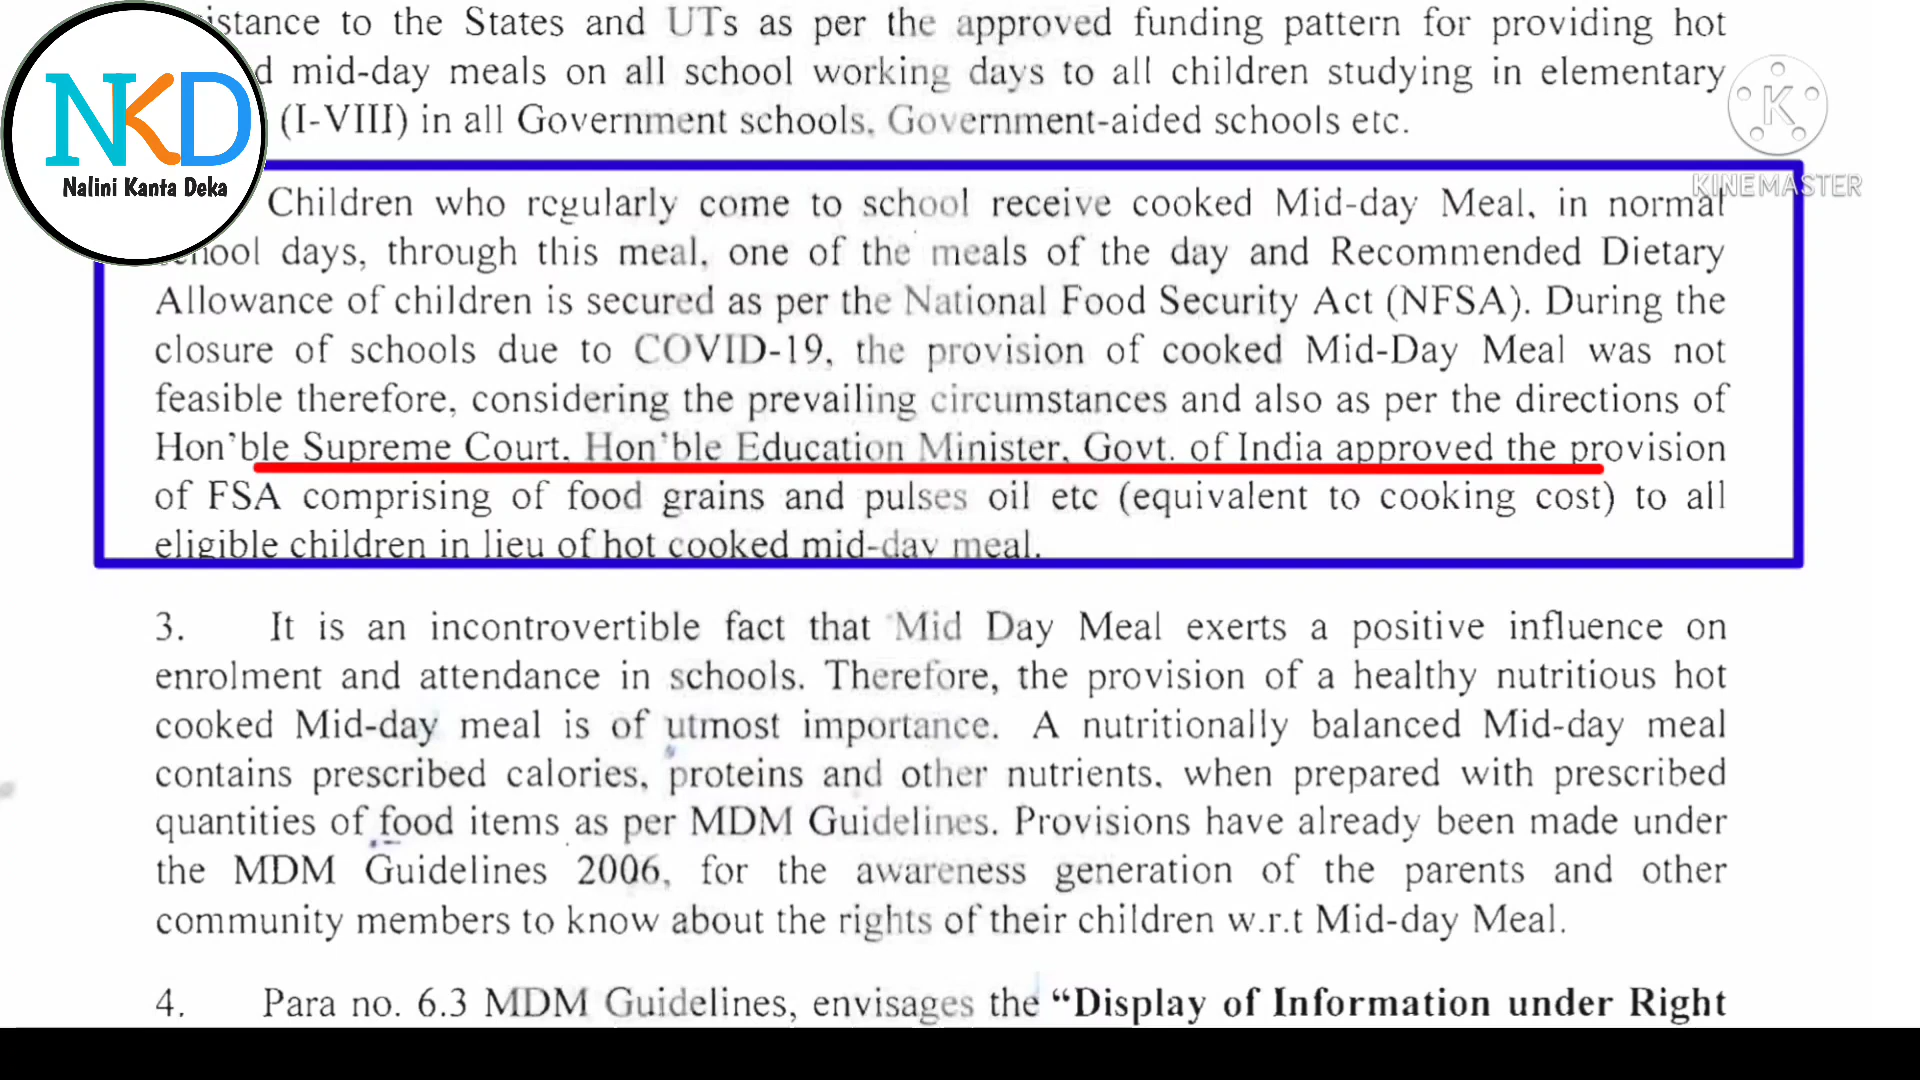 istance to the States and UTs as per the approved funding pattern for providing hot
d mid-day meals on all school working days to all children studying in elementary
(I-VIII) in all Government schools, Government-aided schools etc.
NKD
Nalini Kanta Deka
K
KINEMASTER
Children who regularly come to school receive cooked Mid-day Meal, in normal
school days, through this meal, one of the meals of the day and Recommended Dietary
Allowance of children is secured as per the National Food Security Act (NFSA). During the
closure of schools due to COVID-19, the provision of cooked Mid-Day Meal was not
feasible therefore, considering the prevailing circumstances and also as per the directions of
Hon'ble Supreme Court, Hon'ble Education Minister, Govt. of India approved the provision
of FSA comprising of food grains and pulses oil etc (equivalent to cooking cost) to all
eligible children in lieu of hot cooked mid-day meal.
3. It is an incontrovertible fact that Mid Day Meal exerts a positive influence on
enrolment and attendance in schools. Therefore, the provision of a healthy nutritious hot
cooked Mid-day meal is of utmost importance. A nutritionally balanced Mid-day meal
contains prescribed calories, proteins and other nutrients, when prepared with prescribed
quantities of food items as per MDM Guidelines. Provisions have already been made under
the MDM Guidelines 2006, for the awareness generation of the parents and other
community members to know about the rights of their children w.r.t Mid-day Meal.
4. Para no. 6.3 MDM Guidelines, envisages the “Display of Information under Right